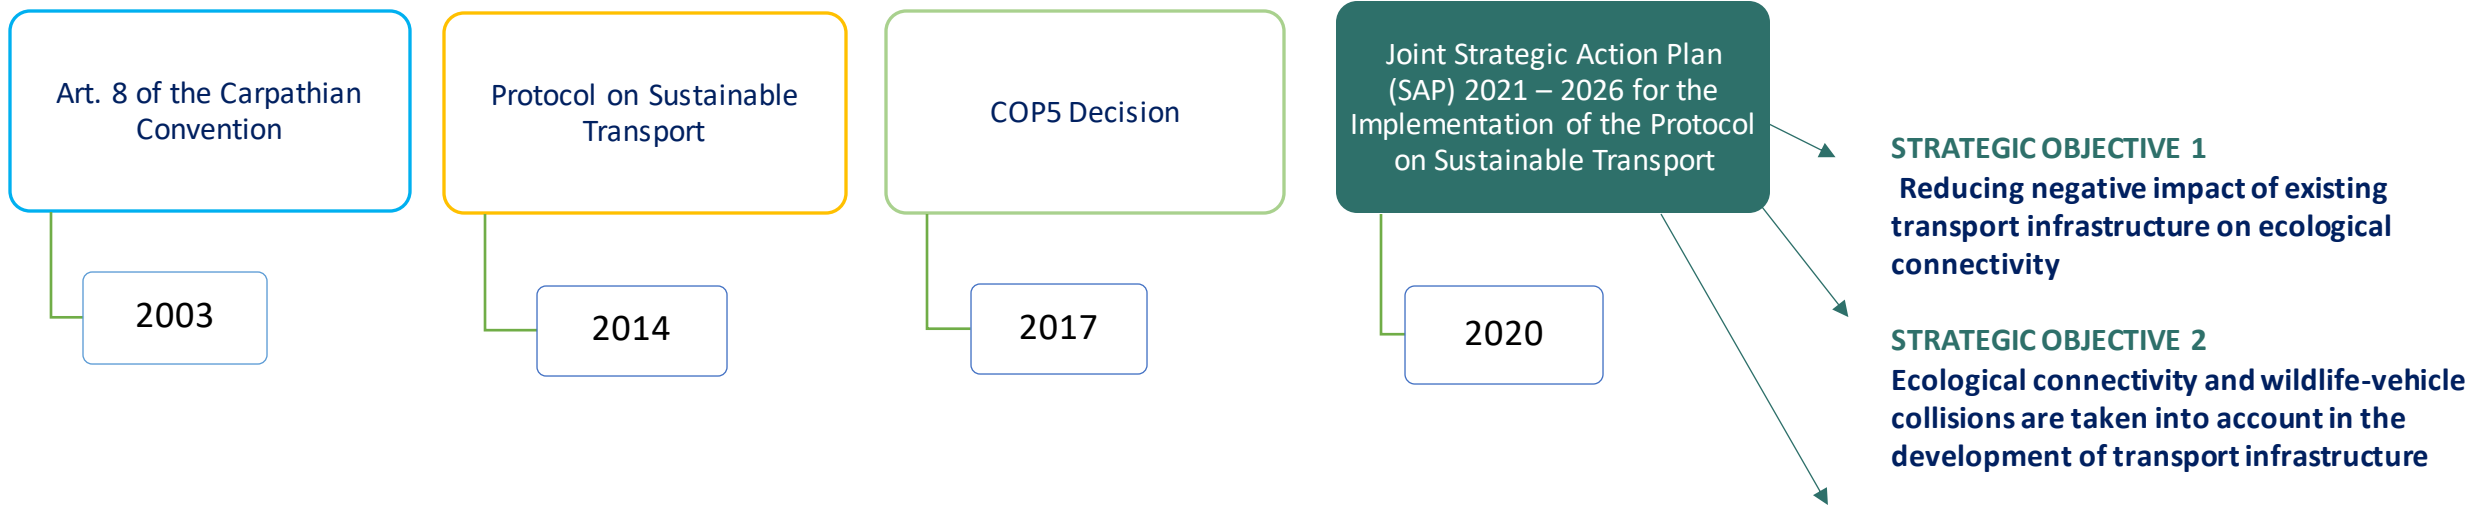 Art. 8 of the Carpathian
Convention
2003
Protocol on Sustainable
Transport
2014
COP5 Decision
2017
Joint Strategic Action Plan
(SAP) 2021 – 2026 for the
Implementation of the Protocol
on Sustainable Transport
2020
STRATEGIC OBJECTIVE 1
Reducing negative impact of existing
transport infrastructure on ecological
connectivity
STRATEGIC OBJECTIVE 2
Ecological connectivity and wildlife-vehicle
collisions are taken into account in the
development of transport infrastructure